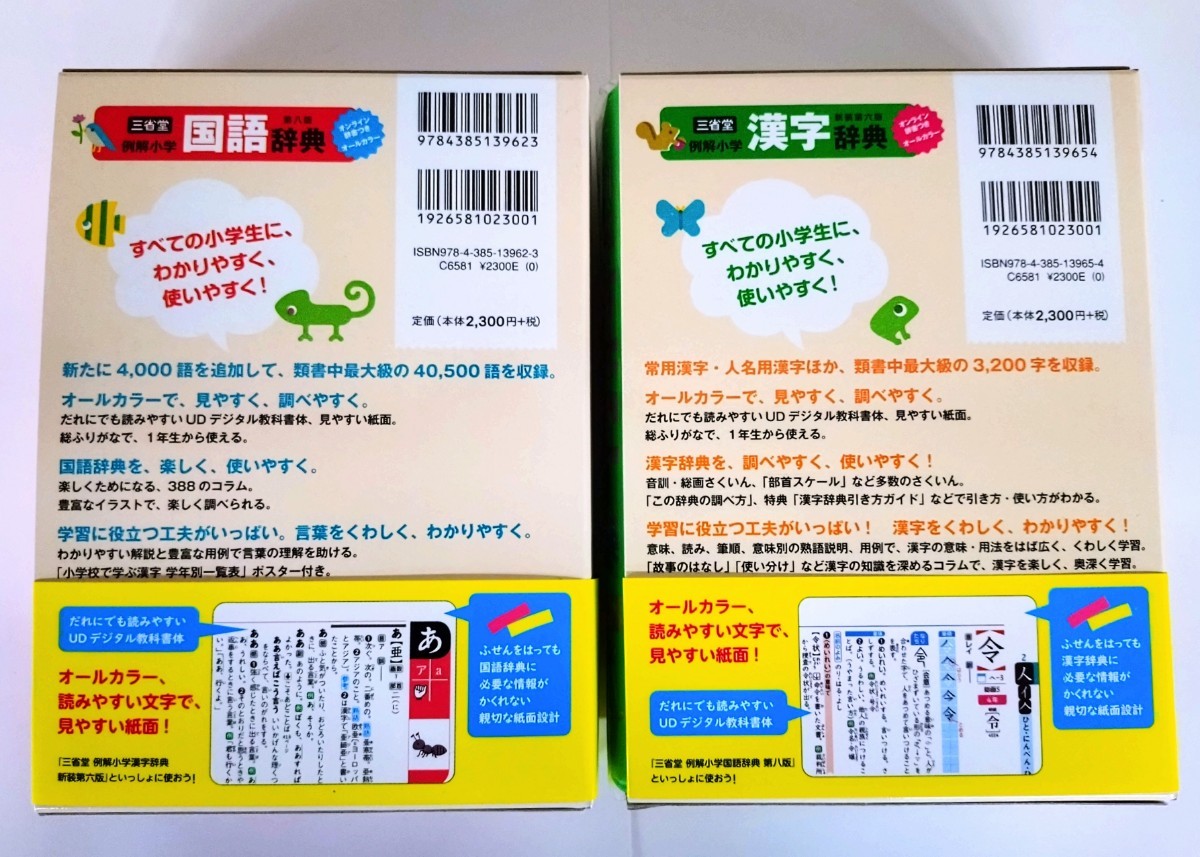 三省堂
例解小学
国語
第八版
辞典
オンライン
辞書つき
オールカラー
9784385139623
1926581023001
ISBN978-4-385-13962-3
C6581 ¥2300E (0)
定価(本体2,300円+税)
すべての小学生に、
わかりやすく、
使いやすく!
新たに 4,000 語を追加して、類書中最大級の 40,500 語を収録。
オールカラーで、見やすく、調べやすく。
だれにでも読みやすい UD デジタル教科書体、見やすい紙面。
総ふりがなで、1年生から使える。
国語辞典を、楽しく、使いやすく。
楽しくためになる、388 のコラム。
豊富なイラストで、楽しく調べられる。
学習に役立つ工夫がいっぱい。言葉をくわしく、わかりやすく。
わかりやすい解説と豊富な用例で言葉の理解を助ける。
「小学校で学ぶ漢字 学年別一覧表」ポスター付き。
だれにでも読みやすい
UD デジタル教科書体
オールカラー、
読みやすい文字で、
見やすい紙面!
『三省堂 例解小学漢字辞典
新装第六版』といっしょに使おう!
あ
ア
a
ふせんをはっても
国語辞典に
必要な情報が
かくれない
親切な紙面設計
三省堂
例解小学
漢字
新装第六版
辞典
オンライン
辞書つき
オールカラー
9784385139654
1926581023001
ISBN978-4-385-13965-4
C6581 ¥2300E (0)
定価(本体2,300円+税)
すべての小学生に、
わかりやすく、
使いやすく!
常用漢字・人名用漢字ほか、類書中最大級の 3,200 字を収録。
オールカラーで、見やすく、調べやすく。
だれにでも読みやすい UD デジタル教科書体、見やすい紙面。
総ふりがなで、1年生から使える。
漢字辞典を、調べやすく、使いやすく!
音訓・総画さくいん、「部首スケール」など多数のさくいん。
「この辞典の調べ方」、特典「漢字辞典引き方ガイド」などで引き方・使い方がわかる。
学習に役立つ工夫がいっぱい! 漢字をくわしく、わかりやすく!
意味、読み、筆順、意味別の熟語説明、用例で、漢字の意味・用法をはば広く、くわしく学習。
「故事のはなし」「使い分け」など漢字の知識を深めるコラムで、漢字を楽しく、奥深く学習。
オールカラー、
読みやすい文字で、
見やすい紙面!
だれにでも読みやすい
UD デジタル教科書体
『三省堂 例解小学国語辞典 第八版』
といっしょに使おう!
令
2
人 イ 人
ひと・にんべん・ひ
ふせんをはっても
漢字辞典に
必要な情報が
かくれない
親切な紙面設計